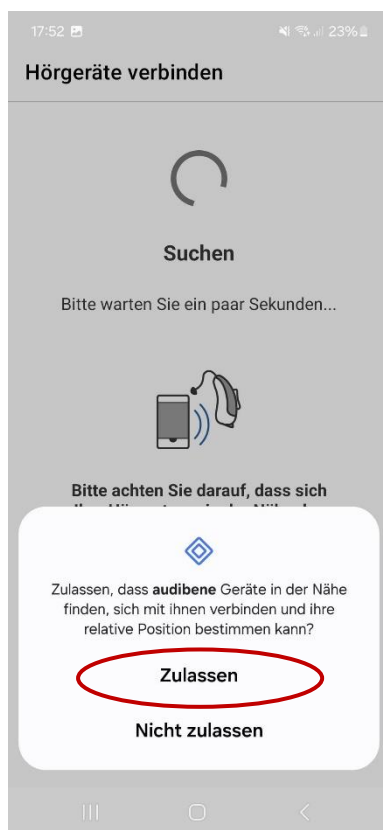 17:52 23%
Hörgeräte verbinden
Suchen
Bitte warten Sie ein paar Sekunden...
Bitte achten Sie darauf, dass sich
Zulassen, dass audibene Geräte in der Nähe
finden, sich mit ihnen verbinden und ihre
relative Position bestimmen kann?
Zulassen
Nicht zulassen